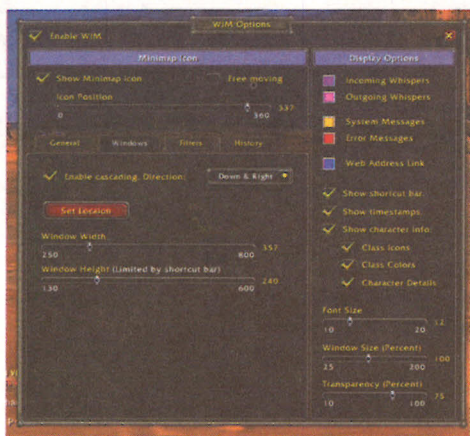 WIM Options
Enable WIM
Minimap Icon
Show Minimap Icon
Free moving
Icon Position
337
0
360
General
Windows
Filters
History
Enable cascading. Direction:
Down & Right
Set Location
Window Width
357
250
800
Window Height (Limited by shortcut bar)
240
130
600
Display Options
Incoming Whispers
Outgoing Whispers
System Messages
Error Messages
Web Address Link
Show shortcut bar.
Show timestamps
Show character info:
Class Icons
Class Colors
Character Details
Font Size
12
10
20
Window Size (Percent)
100
25
200
Transparency (Percent)
75
10
100